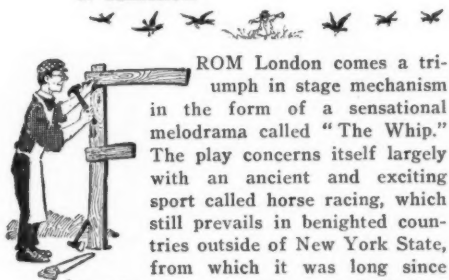 FROM London comes a tri-
umph in stage mechanism
in the form of a sensational
melodrama called “The Whip.”
The play concerns itself largely
with an ancient and exciting
sport called horse racing, which
still prevails in benighted coun-
tries outside of New York State,
from which it was long since